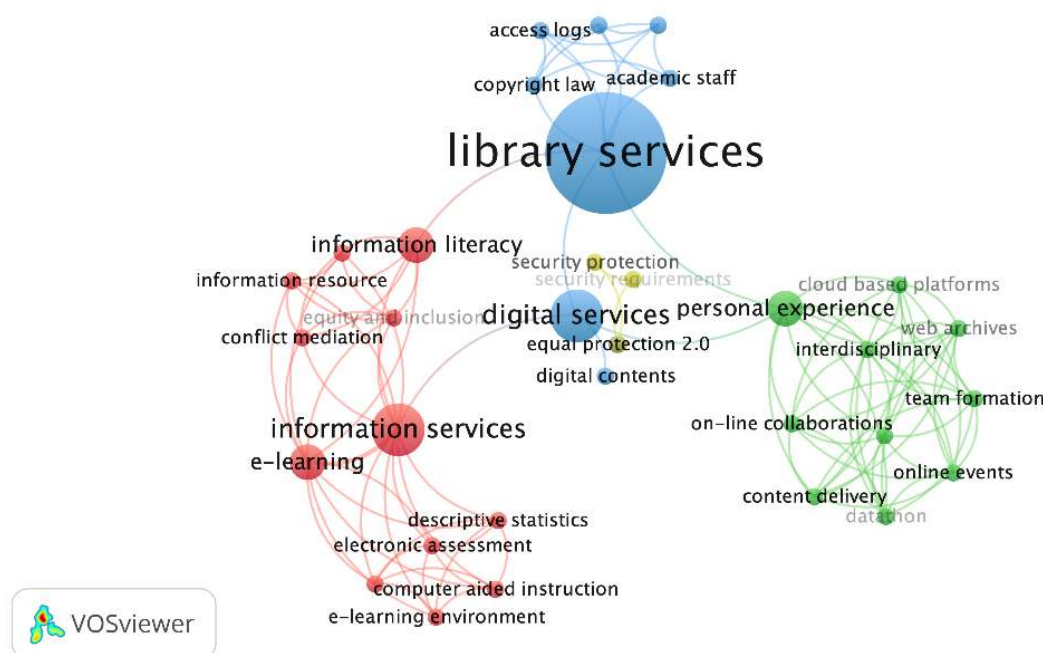 access logs
copyright law
academic staff
library services
information literacy
information resource
equity and inclusion
conflict mediation
security protection
security requirements
digital services
equal protection 2.0
digital contents
personal experience
cloud based platforms
web archives
interdisciplinary
team formation
on-line collaborations
online events
content delivery
datathon
information services
e-learning
descriptive statistics
electronic assessment
computer aided instruction
e-learning environment
VOSviewer